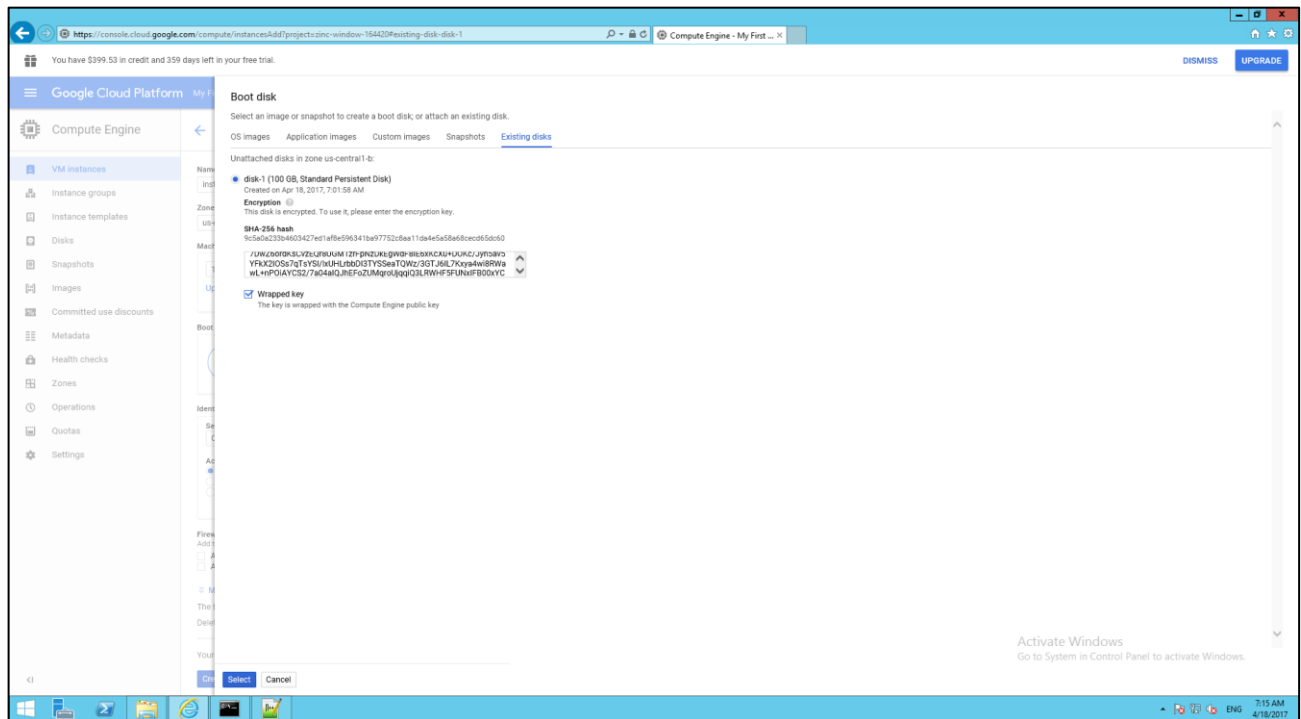 https://console.cloud.google.com/compute/instancesAdd?project=zinc-window-164420#existing-disk-disk-1
Compute Engine - My First ...
You have $399.53 in credit and 359 days left in your free trial.
DISMISS
UPGRADE
Google Cloud Platform
Compute Engine
VM instances
Instance groups
Instance templates
Disks
Snapshots
Images
Committed use discounts
Metadata
Health checks
Zones
Operations
Quotas
Settings
Boot disk
Select an image or snapshot to create a boot disk; or attach an existing disk.
OS images Application images Custom images Snapshots Existing disks
Unattached disks in zone us-central1-b:
disk-1 (100 GB, Standard Persistent Disk)
Created on Apr 18, 2017, 7:01:58 AM
Encryption
This disk is encrypted. To use it, please enter the encryption key.
SHA-256 hash
9c5a0a233b4603427ed1af8e596341ba97752c8aa11da4e5a58a68cecd65dc60
Wrapped key
The key is wrapped with the Compute Engine public key
Select
Cancel
Activate Windows
Go to System in Control Panel to activate Windows.
ENG
7:15 AM
4/18/2017